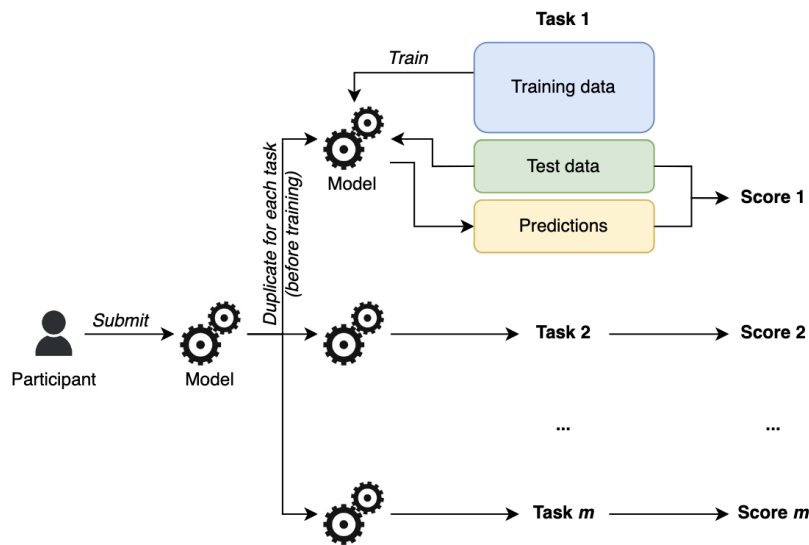 Task 1
Train
Training data
Model
Test data
Predictions
Score 1
Duplicate for each task
(before training)
Submit
Participant
Model
Task 2
Score 2
...
...
Task m
Score m